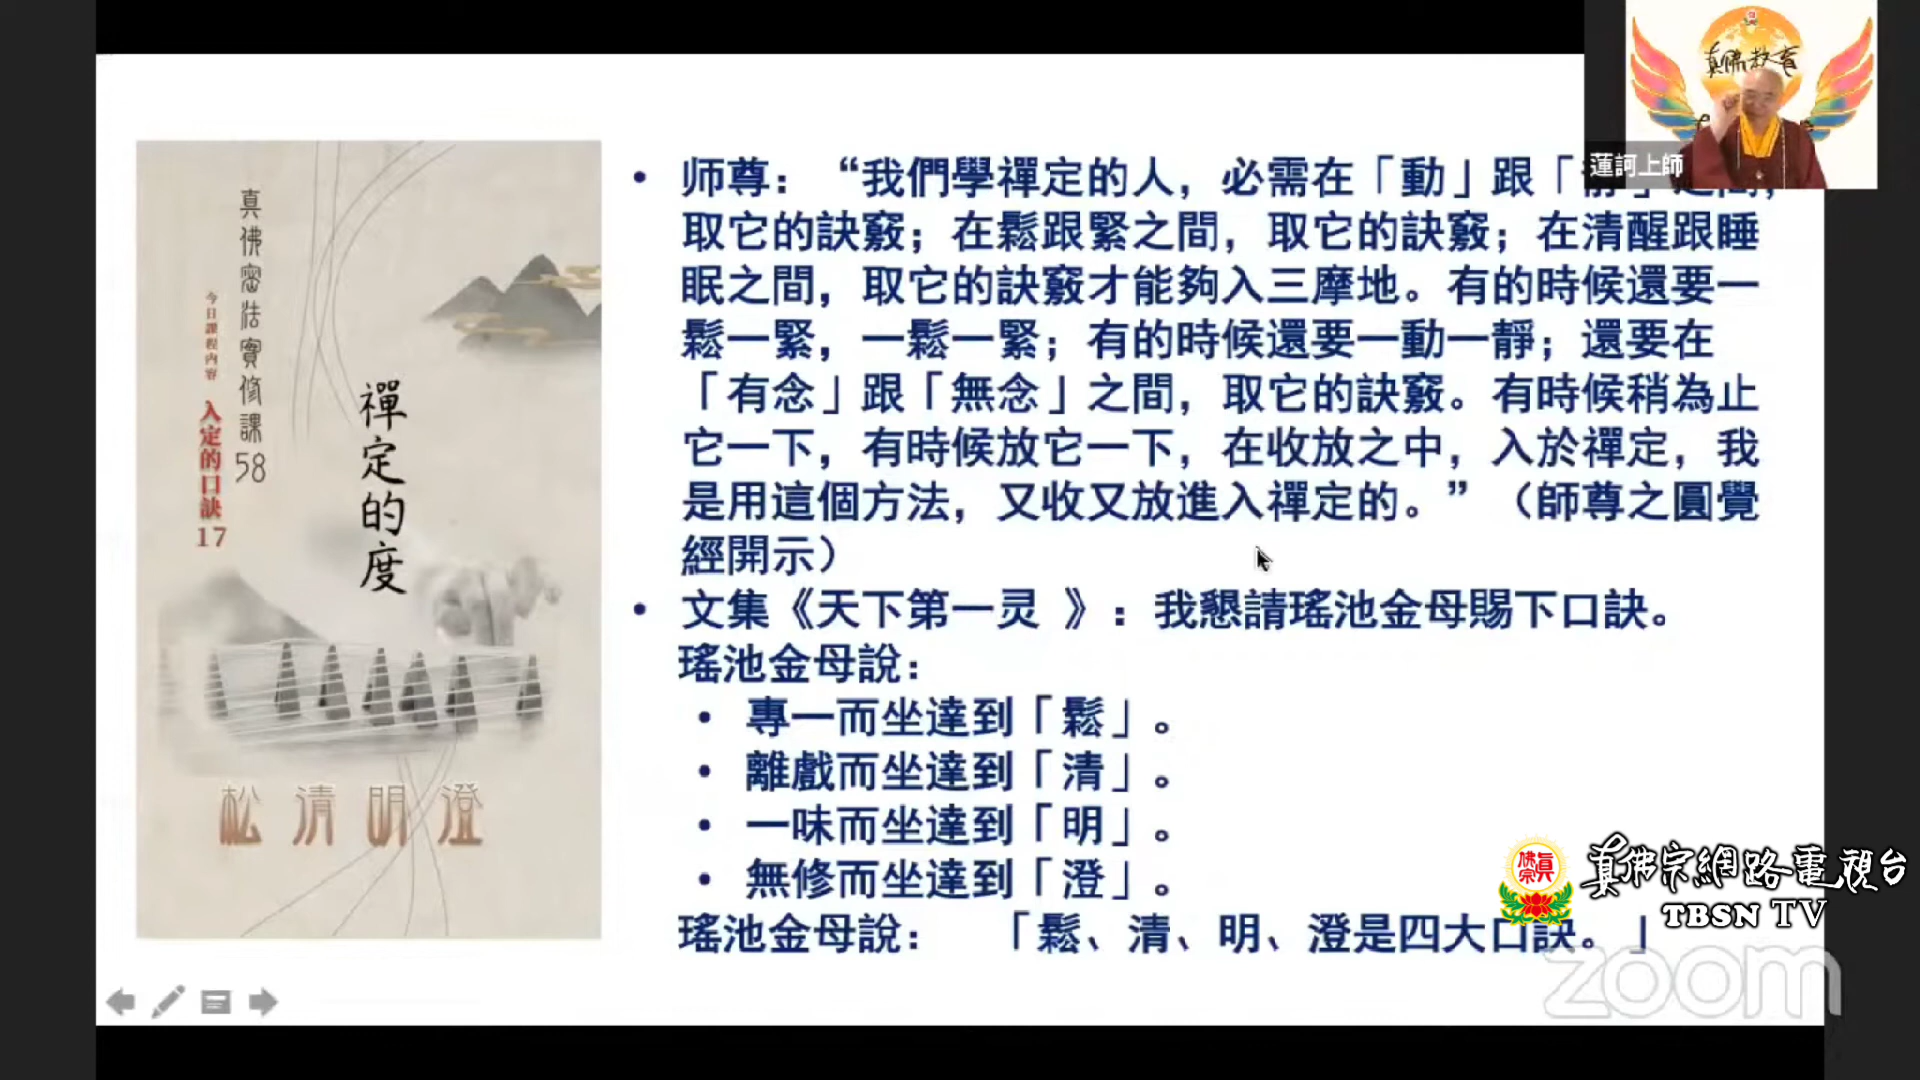 真佛密法實修課58
今日課程內容 入定的口訣17
禪定的度
松 清 明 澄
• 师尊：“我們學禪定的人，必需在「動」跟「
取它的訣竅；在鬆跟緊之間，取它的訣竅；在清醒跟睡
眠之間，取它的訣竅才能夠入三摩地。有的時候還要一
鬆一緊，一鬆一緊；有的時候還要一動一靜；還要在
「有念」跟「無念」之間，取它的訣竅。有時候稍為止
它一下，有時候放它一下，在收放之中，入於禪定，我
是用這個方法，又收又放進入禪定的。”（師尊之圓覺
經開示）
• 文集《天下第一灵 》：我懇請瑤池金母賜下口訣。
瑤池金母說：
• 專一而坐達到「鬆」。
• 離戲而坐達到「清」。
• 一味而坐達到「明」。
• 無修而坐達到「澄」。
瑤池金母說： 「鬆、清、明、澄是四大口訣。」
真佛教育
蓮訶上師
真佛宗
真佛宗網路電視台
TBSN TV
zoom